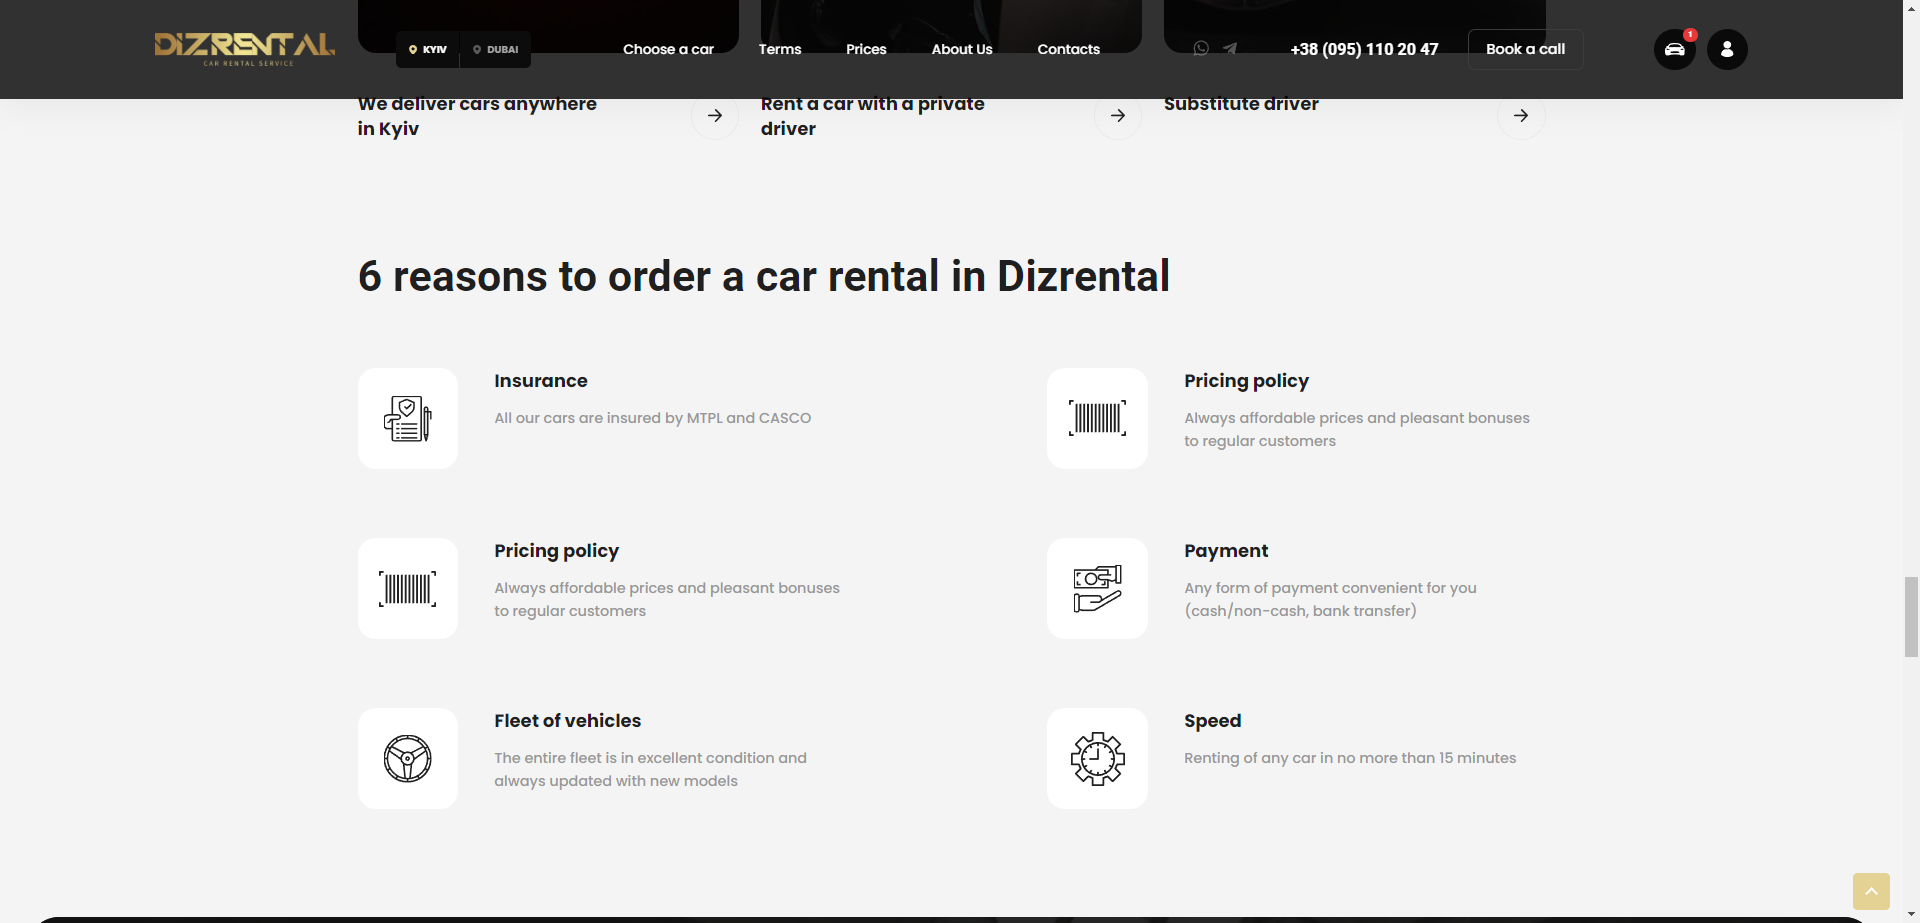 DIZRENTAL
CAR RENTAL SERVICE
KYIV
DUBAI
Choose a car
Terms
Prices
About Us
Contacts
+38 (095) 110 20 47
Book a call
1
We deliver cars anywhere
in Kyiv
Rent a car with a private
driver
Substitute driver
6 reasons to order a car rental in Dizrental
Insurance
All our cars are insured by MTPL and CASCO
Pricing policy
Always affordable prices and pleasant bonuses
to regular customers
Pricing policy
Always affordable prices and pleasant bonuses
to regular customers
Payment
Any form of payment convenient for you
(cash/non-cash, bank transfer)
Fleet of vehicles
The entire fleet is in excellent condition and
always updated with new models
Speed
Renting of any car in no more than 15 minutes